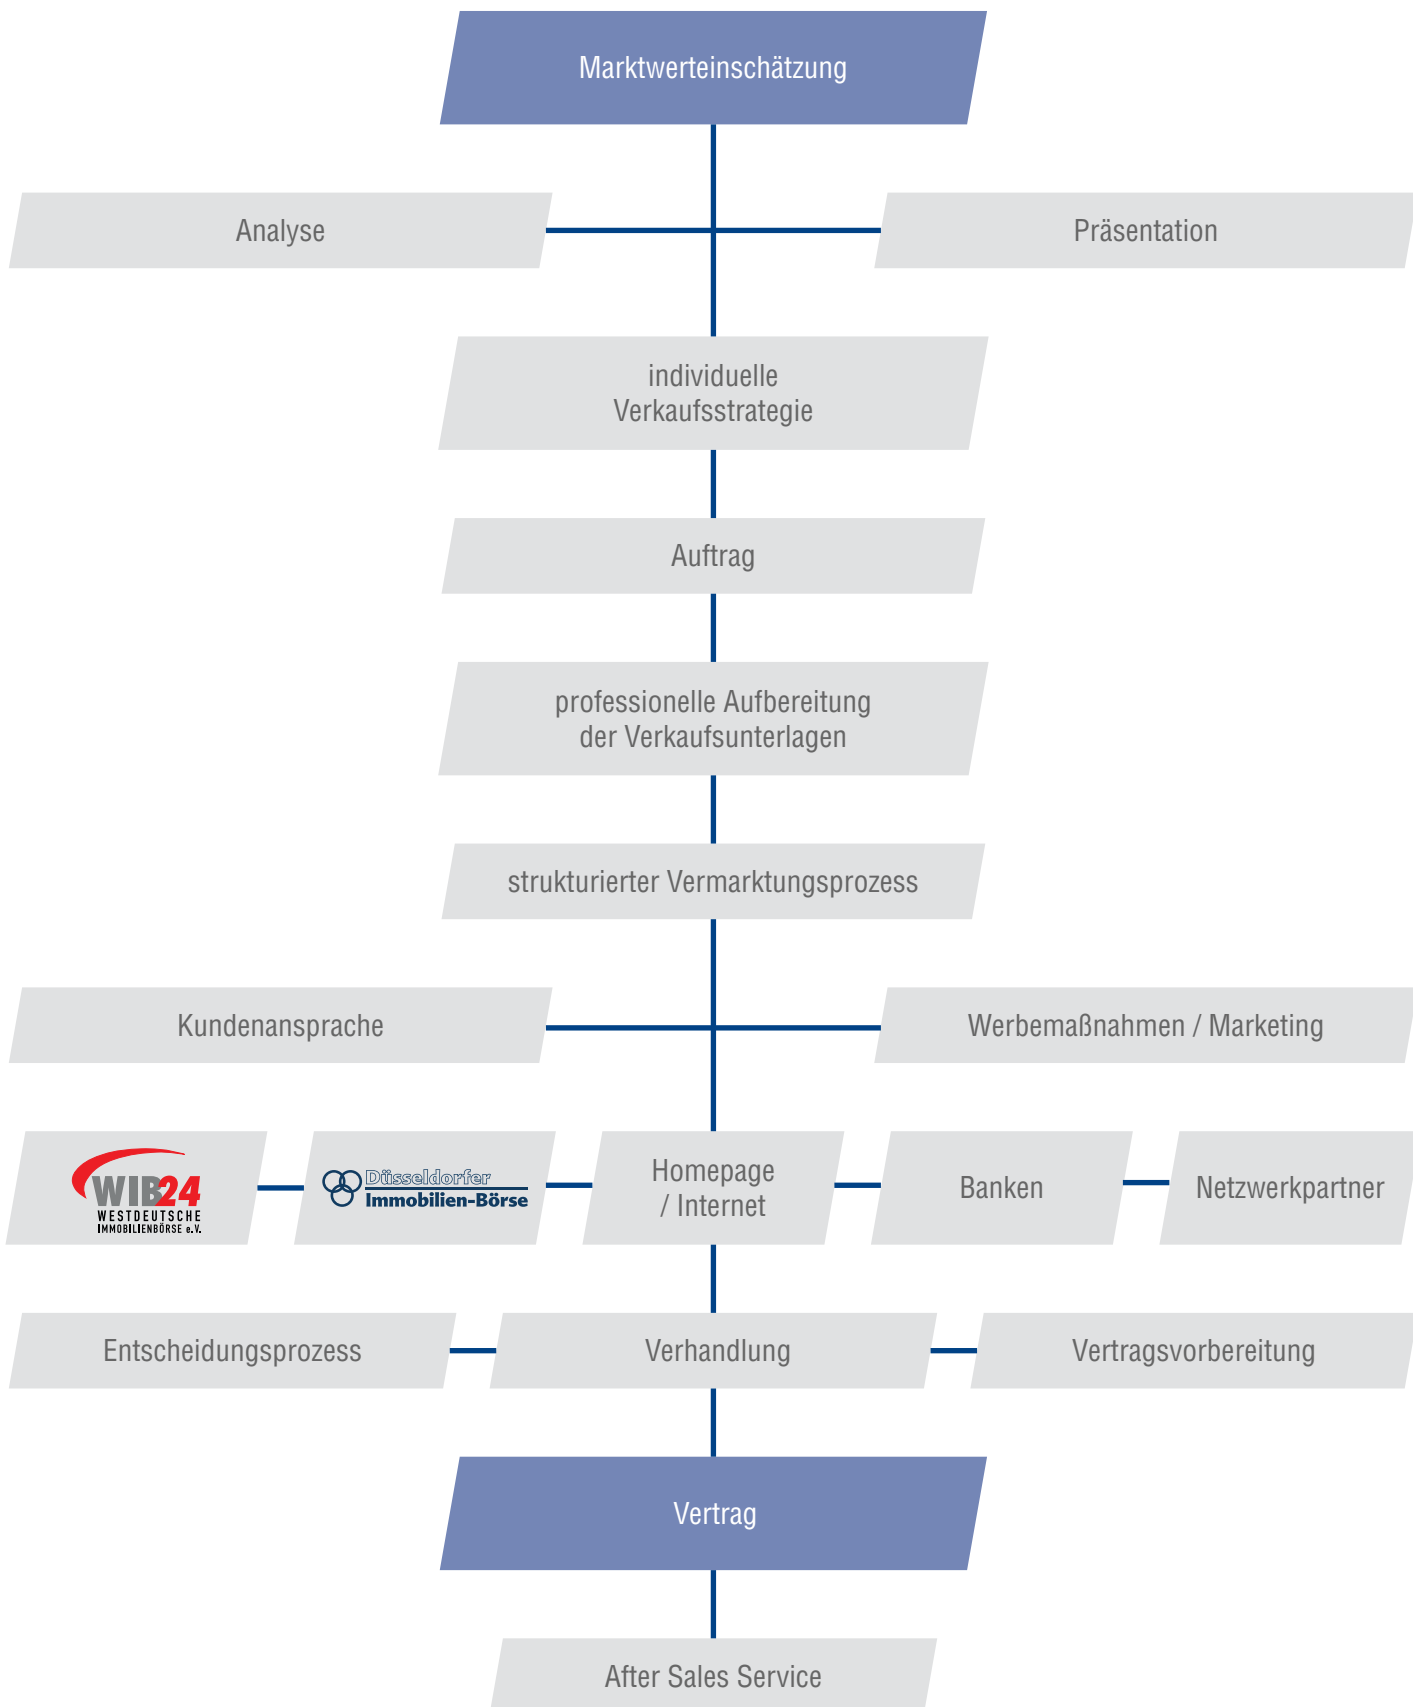 Marktwerteinschätzung
Analyse
Präsentation
individuelle
Verkaufsstrategie
Auftrag
professionelle Aufbereitung
der Verkaufsunterlagen
strukturierter Vermarktungsprozess
Kundenansprache
Werbemaßnahmen / Marketing
WIB24
WESTDEUTSCHE
IMMOBILIENBÖRSE e.V.
Düsseldorfer
Immobilien-Börse
Homepage
/ Internet
Banken
Netzwerkpartner
Entscheidungsprozess
Verhandlung
Vertragsvorbereitung
Vertrag
After Sales Service